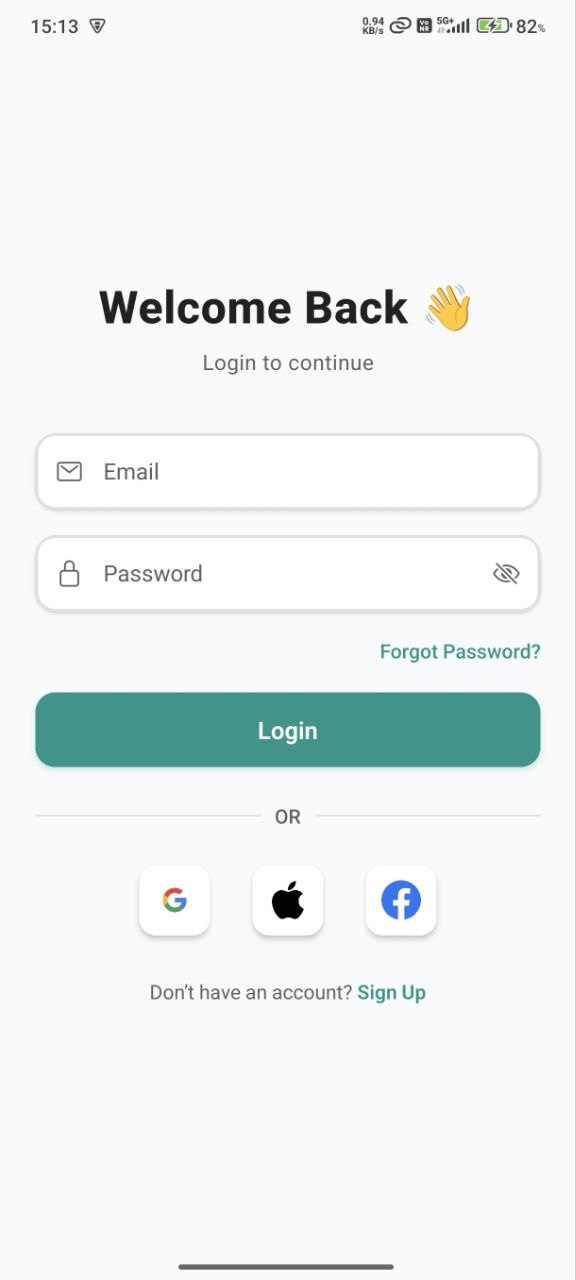 15:13
0.94 KB/s Vo NR 5G+ 82%
Welcome Back 👋
Login to continue
Email
Password
Forgot Password?
Login
OR
Don’t have an account? Sign Up